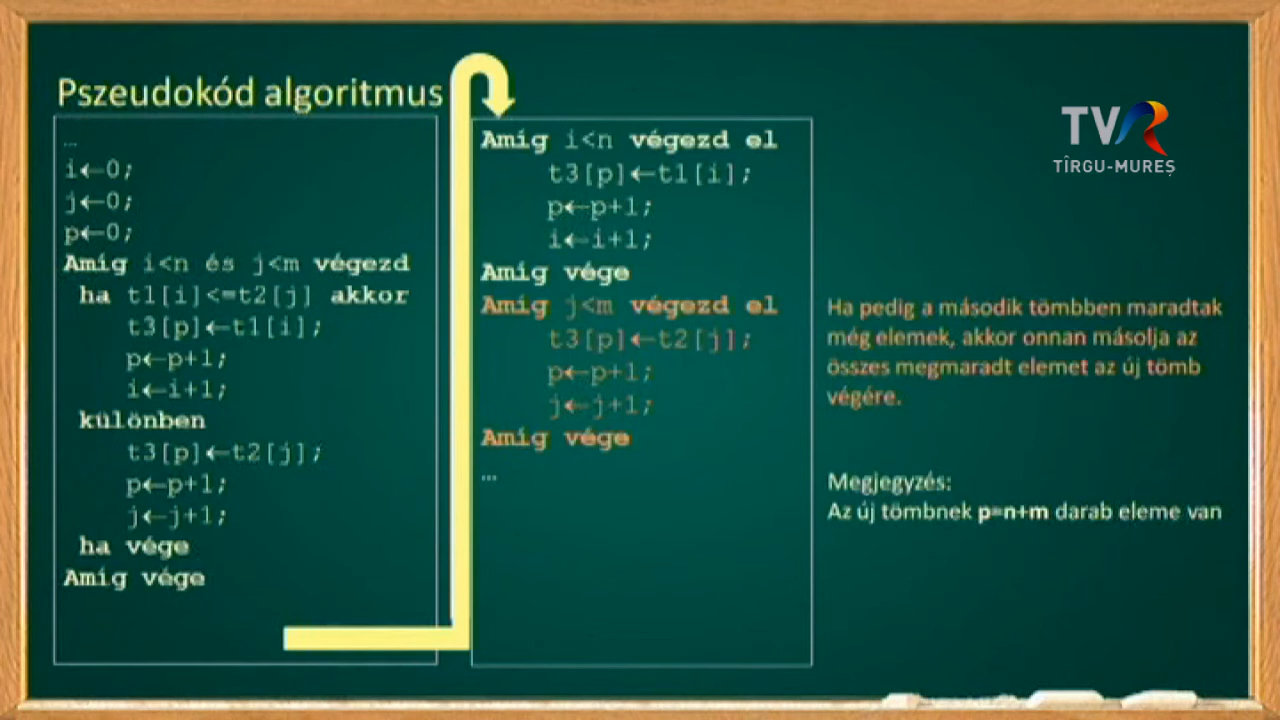 Pszeudokód algoritmus
…
i←0;
j←0;
p←0;
Amíg i<n és j<m végezd
ha t1[i]<=t2[j] akkor
t3[p]←t1[i];
p←p+1;
i←i+1;
különben
t3[p]←t2[j];
p←p+1;
j←j+1;
ha vége
Amíg vége
Amíg i<n végezd el
t3[p]←t1[i];
p←p+1;
i←i+1;
Amíg vége
Amíg j<m végezd el
t3[p]←t2[j];
p←p+1;
j←j+1;
Amíg vége
…
TVR
TÎRGU-MUREȘ
Ha pedig a második tömbben maradtak
még elemek, akkor onnan másolja az
összes megmaradt elemet az új tömb
végére.
Megjegyzés:
Az új tömbnek p=n+m darab eleme van